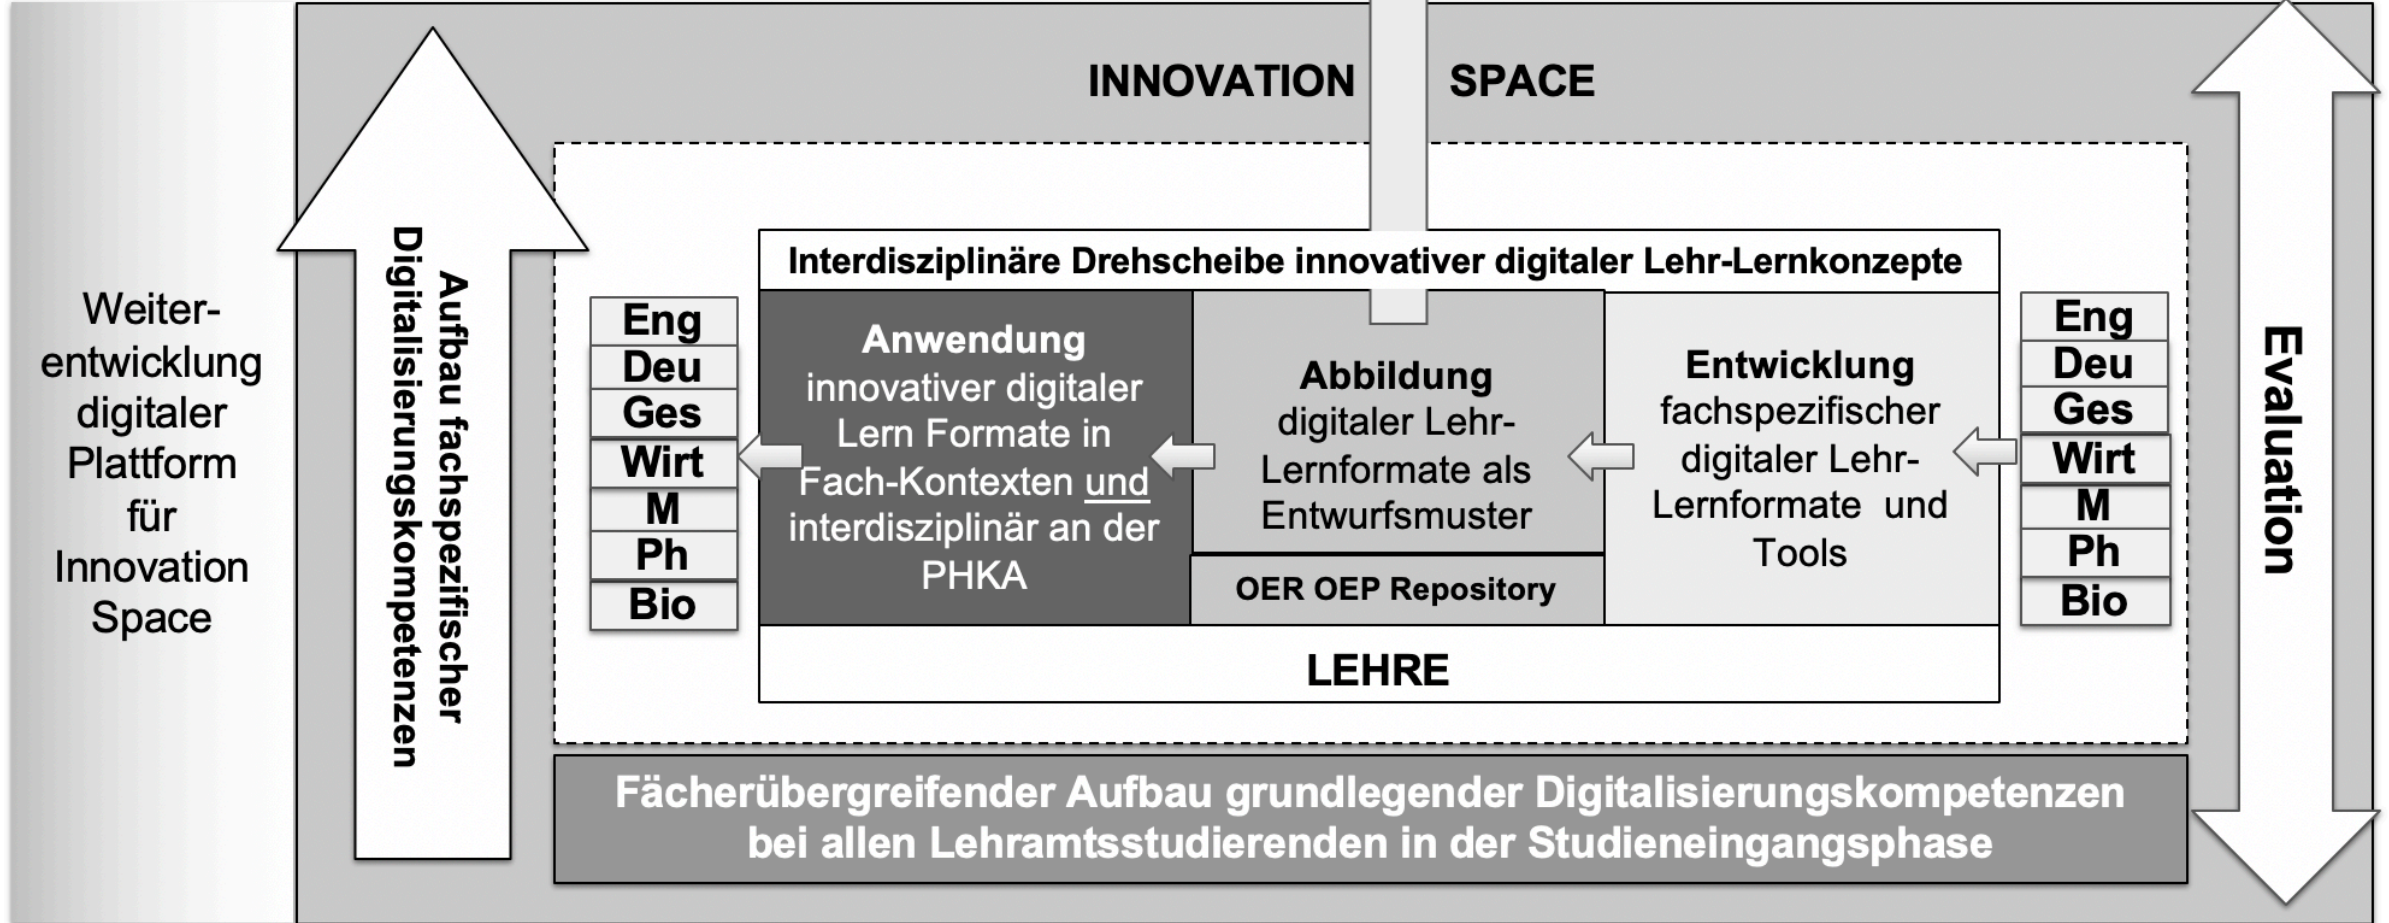 INNOVATION SPACE
Weiter-
entwicklung
digitaler
Plattform
für
Innovation
Space
Aufbau fachspezifischer
Digitalisierungskompetenzen
Interdisziplinäre Drehscheibe innovativer digitaler Lehr-Lernkonzepte
Eng
Deu
Ges
Wirt
M
Ph
Bio
Anwendung
innovativer digitaler
Lern Formate in
Fach-Kontexten und
interdisziplinär an der
PHKA
Abbildung
digitaler Lehr-
Lernformate als
Entwurfsmuster
OER OEP Repository
Entwicklung
fachspezifischer
digitaler Lehr-
Lernformate und
Tools
Eng
Deu
Ges
Wirt
M
Ph
Bio
LEHRE
Evaluation
Fächerübergreifender Aufbau grundlegender Digitalisierungskompetenzen
bei allen Lehramtsstudierenden in der Studieneingangsphase